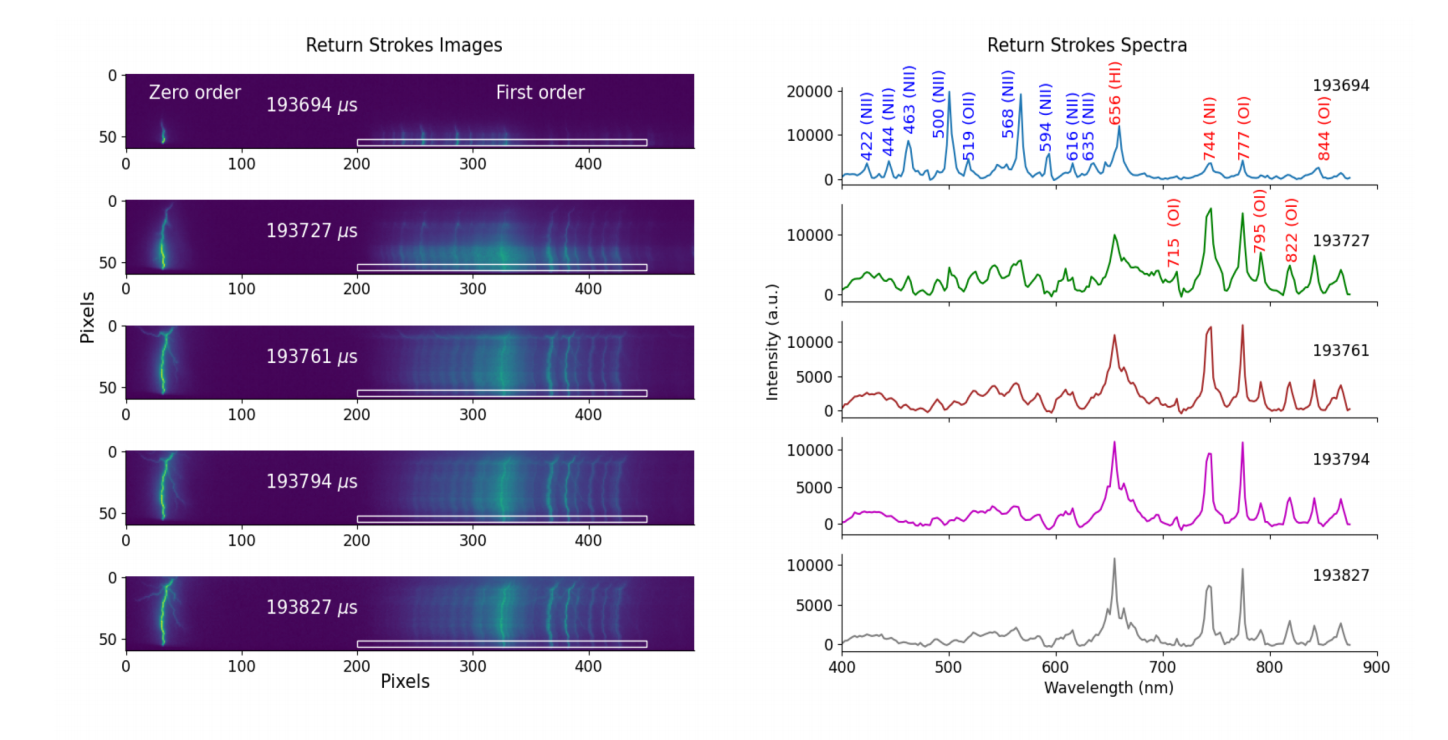 Return Strokes Images
Zero order
First order
193694 µs
0
50
0 100 200 300 400
193727 µs
0
50
0 100 200 300 400
193761 µs
0
50
0 100 200 300 400
193794 µs
0
50
0 100 200 300 400
193827 µs
0
50
0 100 200 300 400
Pixels
Pixels
Return Strokes Spectra
422 (NII)
444 (NII)
463 (NII)
500 (NII)
519 (OII)
568 (NII)
594 (NII)
616 (NII)
635 (NII)
656 (HI)
744 (NI)
777 (OI)
844 (OI)
193694
20000
10000
0
715 (OI)
795 (OI)
822 (OI)
193727
10000
0
193761
10000
5000
0
193794
10000
5000
0
193827
10000
5000
0
400 500 600 700 800 900
Wavelength (nm)
Intensity (a.u.)